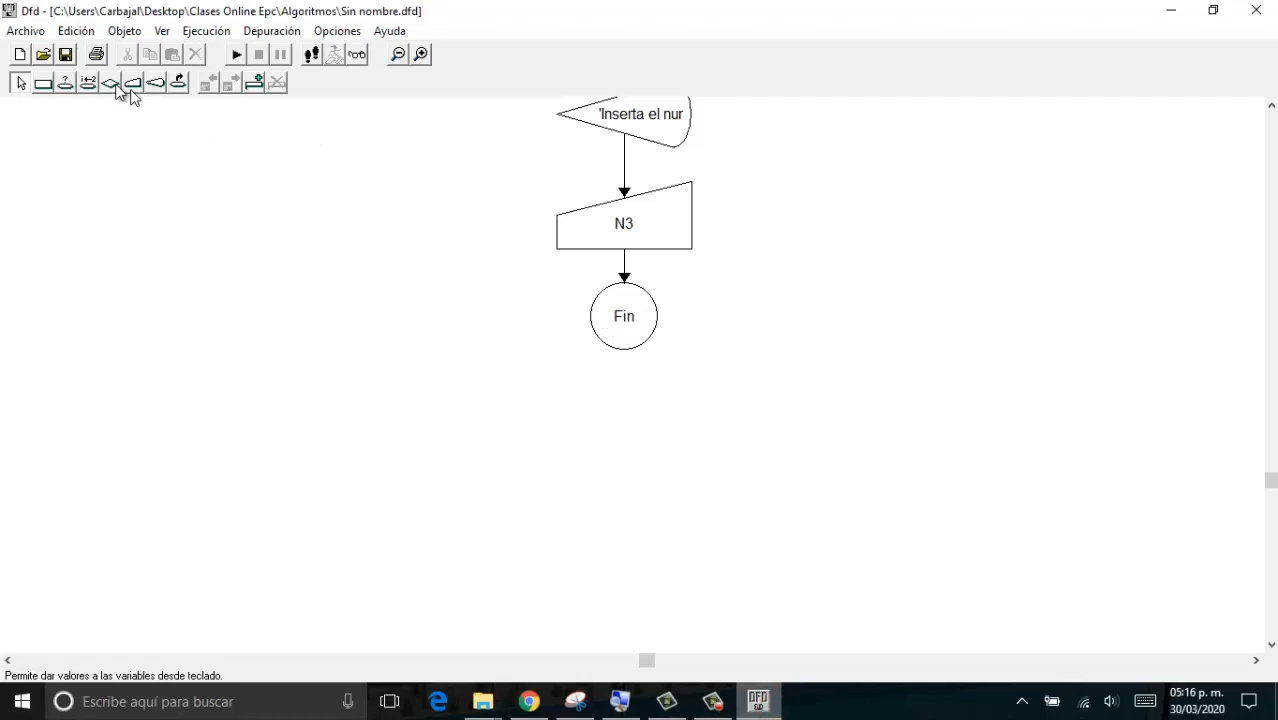 Dfd - [C:\Users\Carbajal\Desktop\Clases Online Epc\Algoritmos\Sin nombre.dfd]
Archivo Edición Objeto Ver Ejecución Depuración Opciones Ayuda
'Inserta el nur
N3
Fin
Permite dar valores a las variables desde teclado.
Escribe aquí para buscar
DFD
05:16 p. m.
30/03/2020